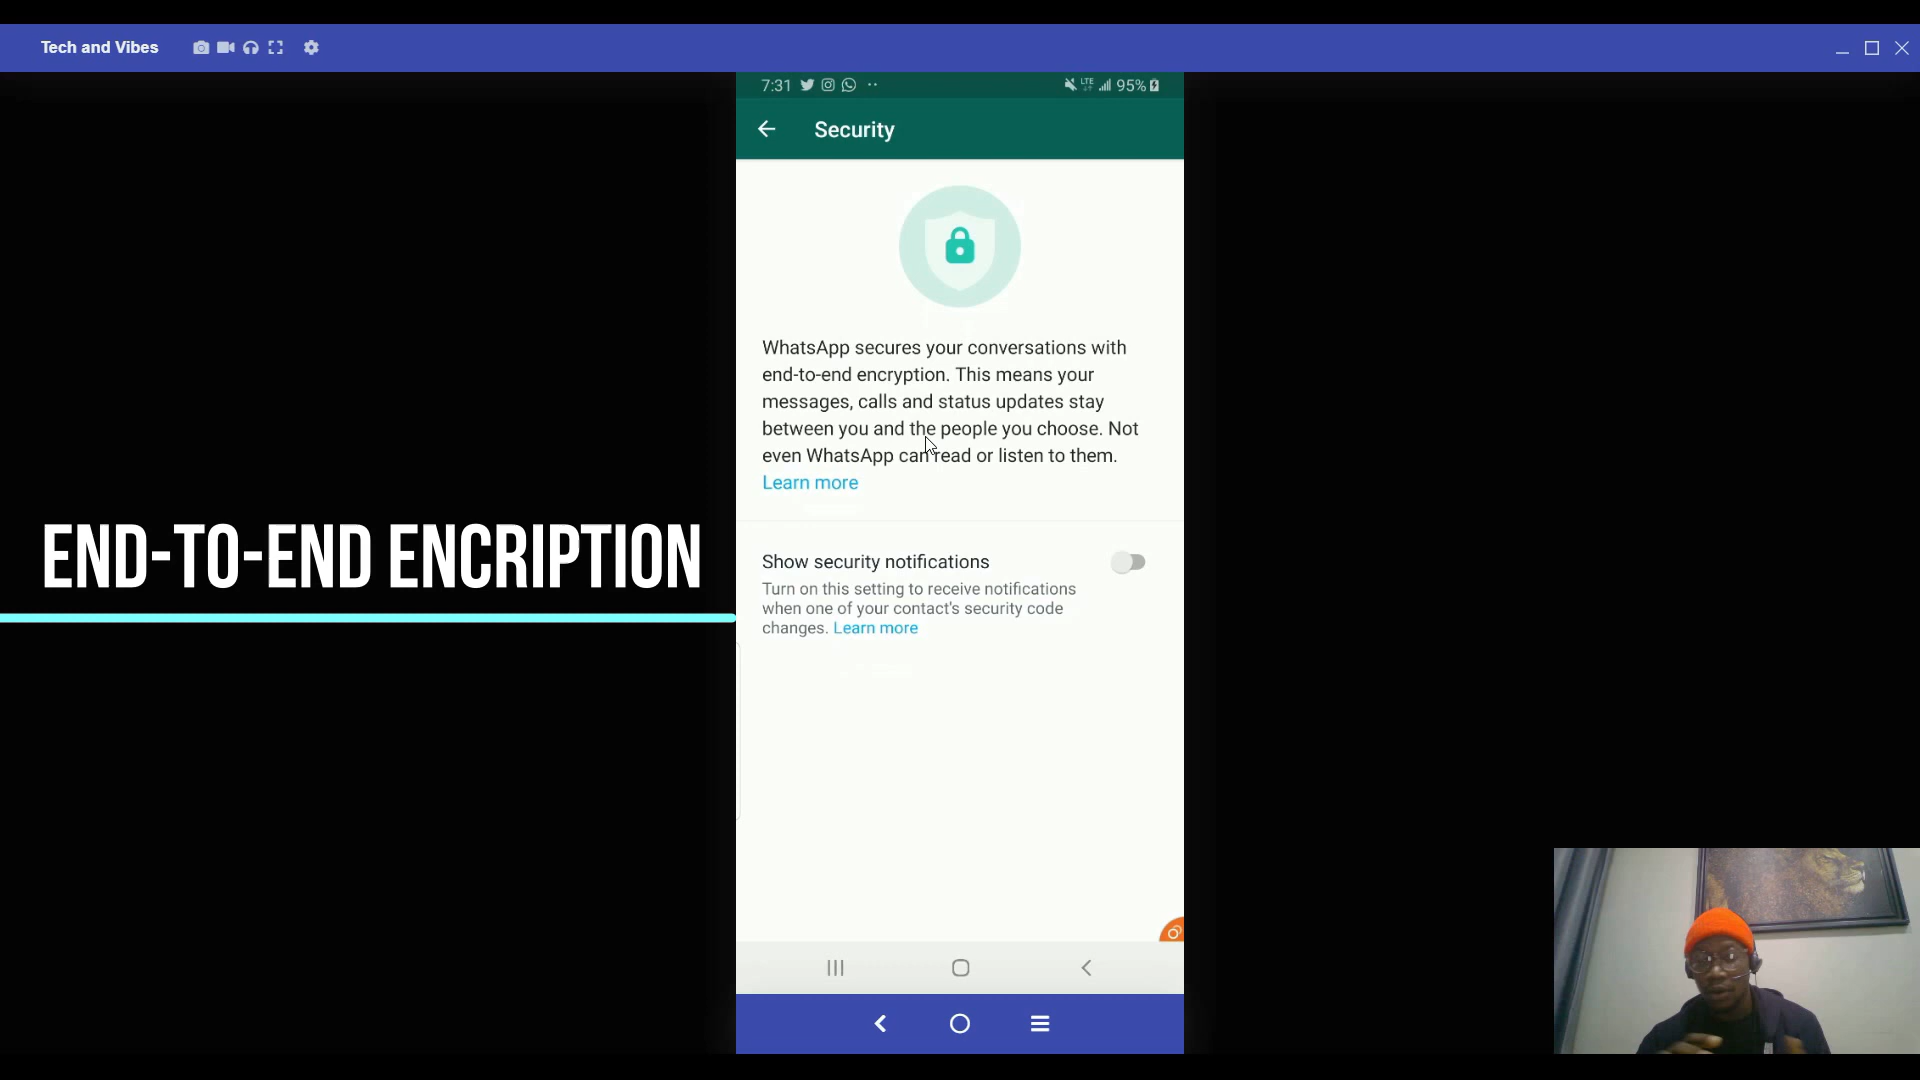 Tech and Vibes
7:31
LTE
95%
Security
WhatsApp secures your conversations with
end-to-end encryption. This means your
messages, calls and status updates stay
between you and the people you choose. Not
even WhatsApp can read or listen to them.
Learn more
END-TO-END ENCRIPTION
Show security notifications
Turn on this setting to receive notifications
when one of your contact's security code
changes. Learn more